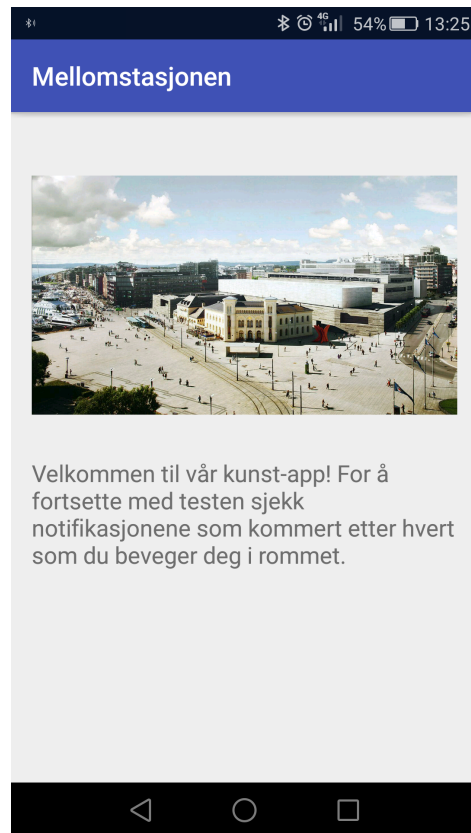 4G 54% 13:25
Mellomstasjonen
Velkommen til vår kunst-app! For å
fortsette med testen sjekk
notifikasjonene som kommert etter hvert
som du beveger deg i rommet.